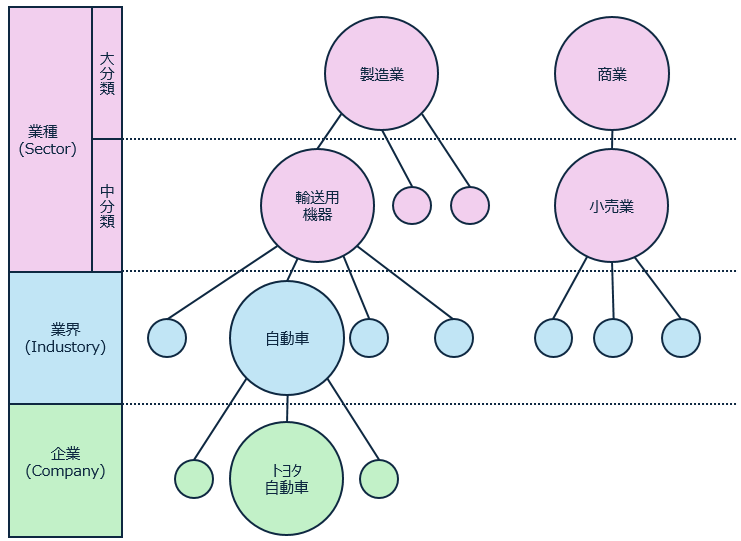 大分類
製造業
商業
業種
(Sector)
中分類
輸送用
機器
小売業
業界
(Industory)
自動車
企業
(Company)
トヨタ
自動車